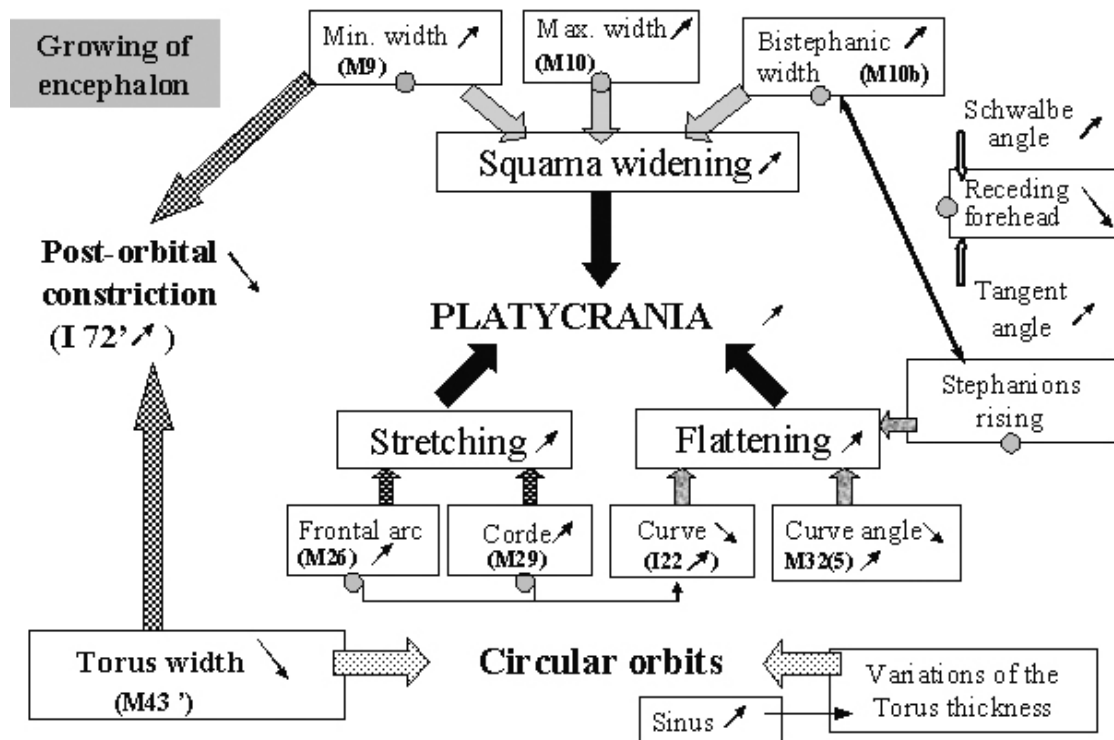 Growing of
encephalon
Min. width
(M9)
Max. width
(M10)
Bistephanic
width (M10b)
Schwalbe
angle
Squama widening
Receding
forehead
Post-orbital
constriction
(I 72’ )
Tangent
angle
PLATYCRANIA
Stephanions
rising
Stretching
Flattening
Frontal arc
(M26)
Corde
(M29)
Curve
(I22 )
Curve angle
M32(5)
Torus width
(M43 ’)
Circular orbits
Variations of the
Torus thickness
Sinus